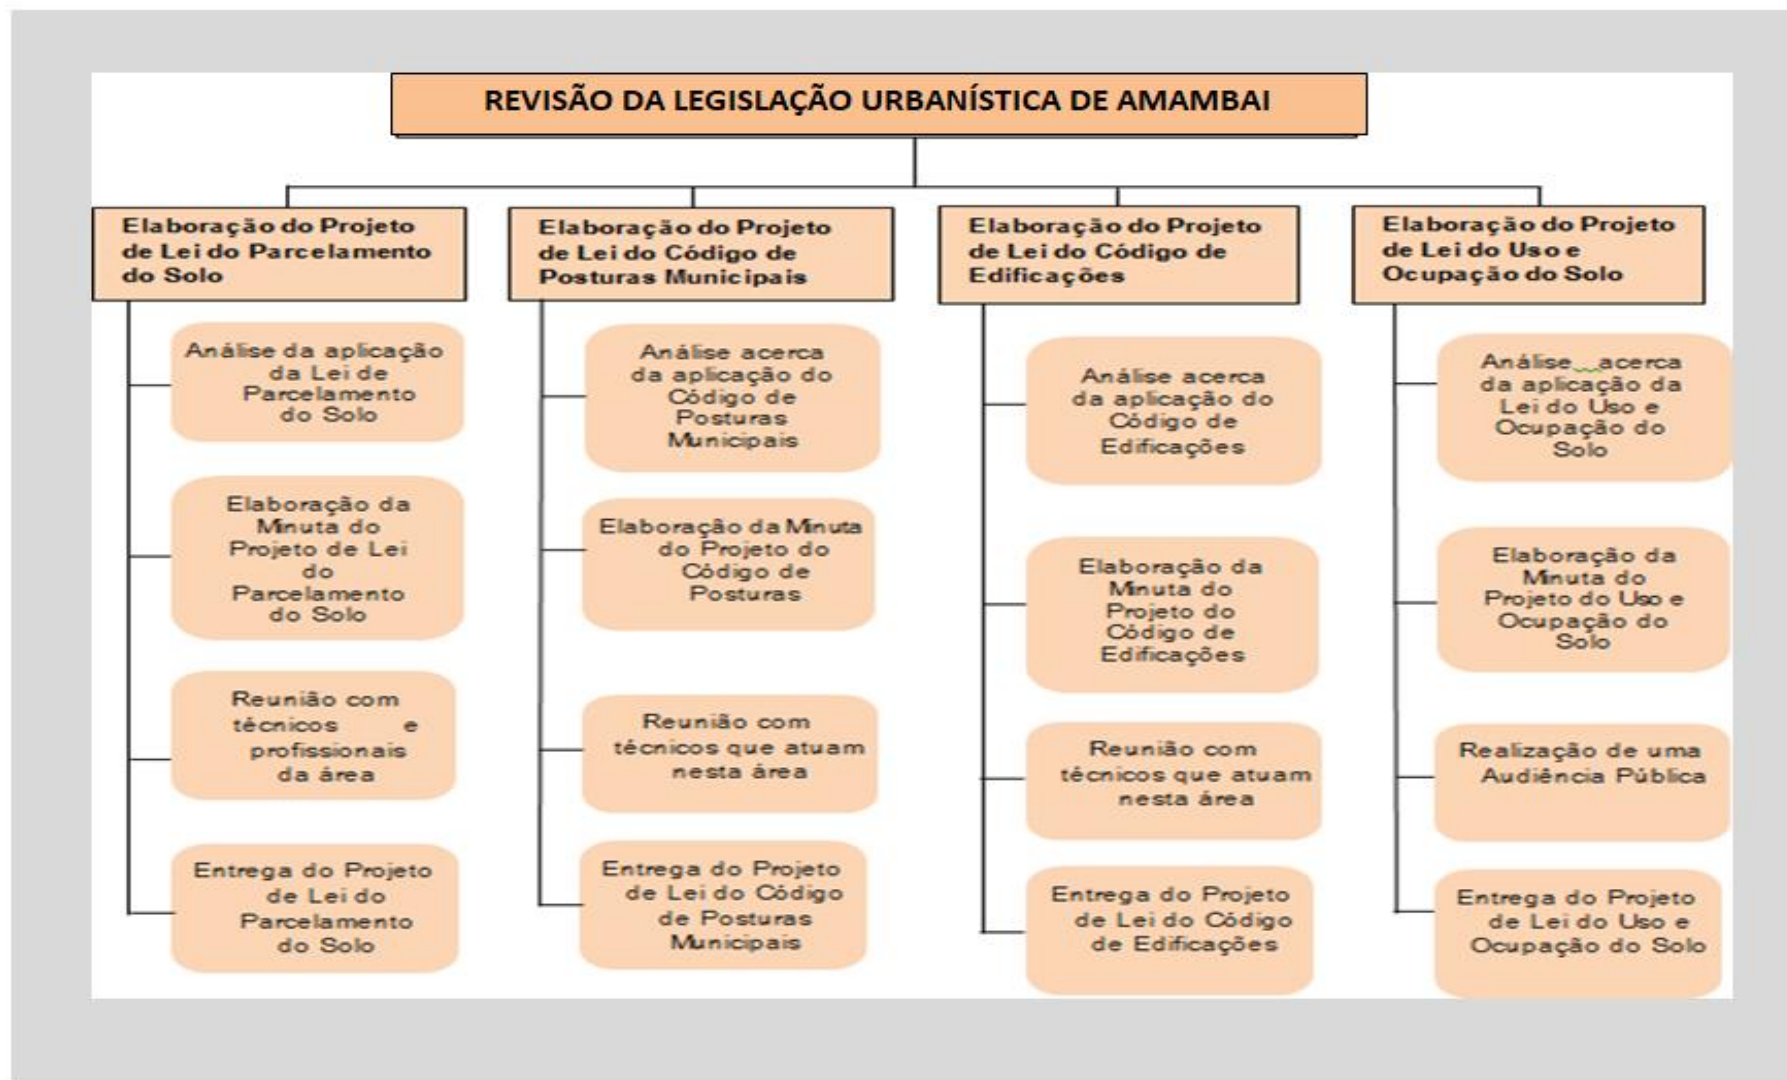 REVISÃO DA LEGISLAÇÃO URBANÍSTICA DE AMAMBAI
Elaboração do Projeto
de Lei do Parcelamento
do Solo
Análise da aplicação
da Lei de
Parcelamento
do Solo
Elaboração da
Minuta do
Projeto de Lei
do
Parcelamento
do Solo
Reunião com
técnicos e
profissionais
da área
Entrega do Projeto
de Lei do
Parcelamento
do Solo
Elaboração do Projeto
de Lei do Código de
Posturas Municipais
Análise acerca
da aplicação do
Código de
Posturas
Municipais
Elaboração da Minuta
do Projeto do
Código de
Posturas
Reunião com
técnicos que atuam
nesta área
Entrega do Projeto
de Lei do Código
de Posturas
Municipais
Elaboração do Projeto
de Lei do Código de
Edificações
Análise acerca
da aplicação do
Código de
Edificações
Elaboração da
Minuta do
Projeto do
Código de
Edificações
Reunião com
técnicos que atuam
nesta área
Entrega do Projeto
de Lei do Código
de Edificações
Elaboração do Projeto
de Lei do Uso e
Ocupação do Solo
Análise acerca
da aplicação da
Lei do Uso e
Ocupação do
Solo
Elaboração da
Minuta do
Projeto do Uso e
Ocupação do
Solo
Realização de uma
Audiência Pública
Entrega do Projeto
de Lei do Uso e
Ocupação do Solo